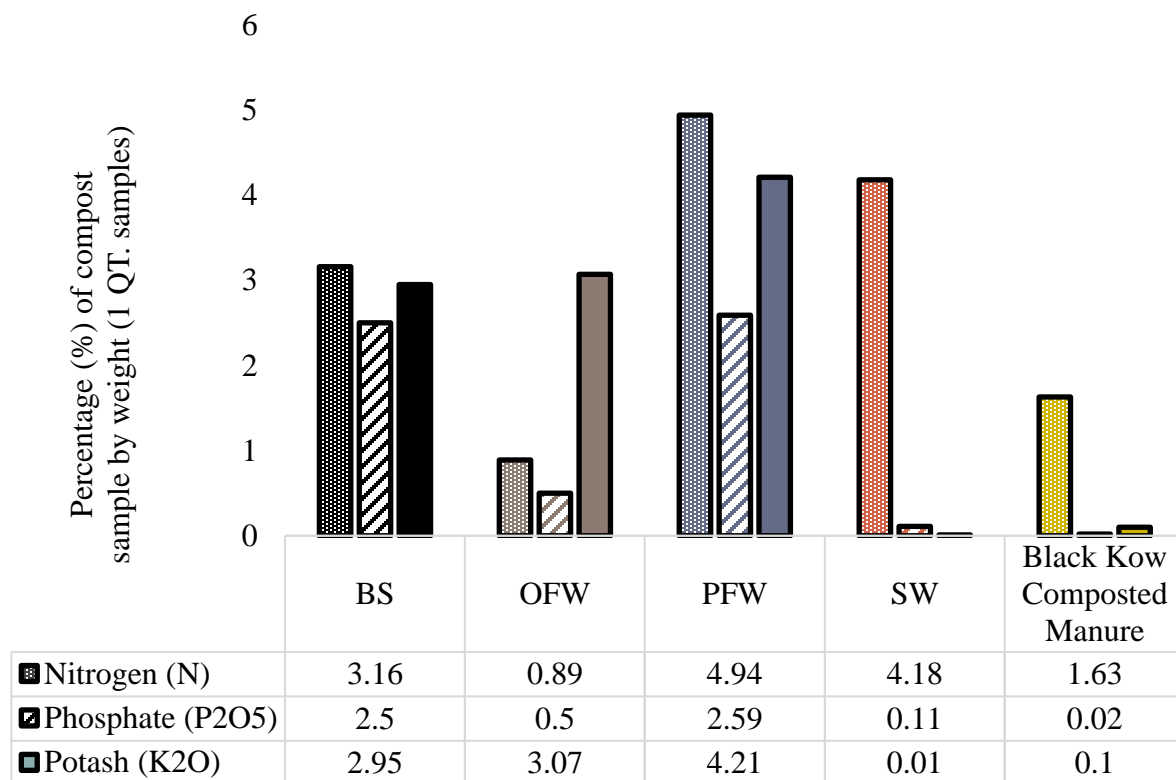 6
5
4
3
2
1
0
Percentage (%) of compost
sample by weight (1 QT. samples)
BS OFW PFW SW Black Kow
Composted
Manure
Nitrogen (N) 3.16 0.89 4.94 4.18 1.63
Phosphate (P2O5) 2.5 0.5 2.59 0.11 0.02
Potash (K2O) 2.95 3.07 4.21 0.01 0.1